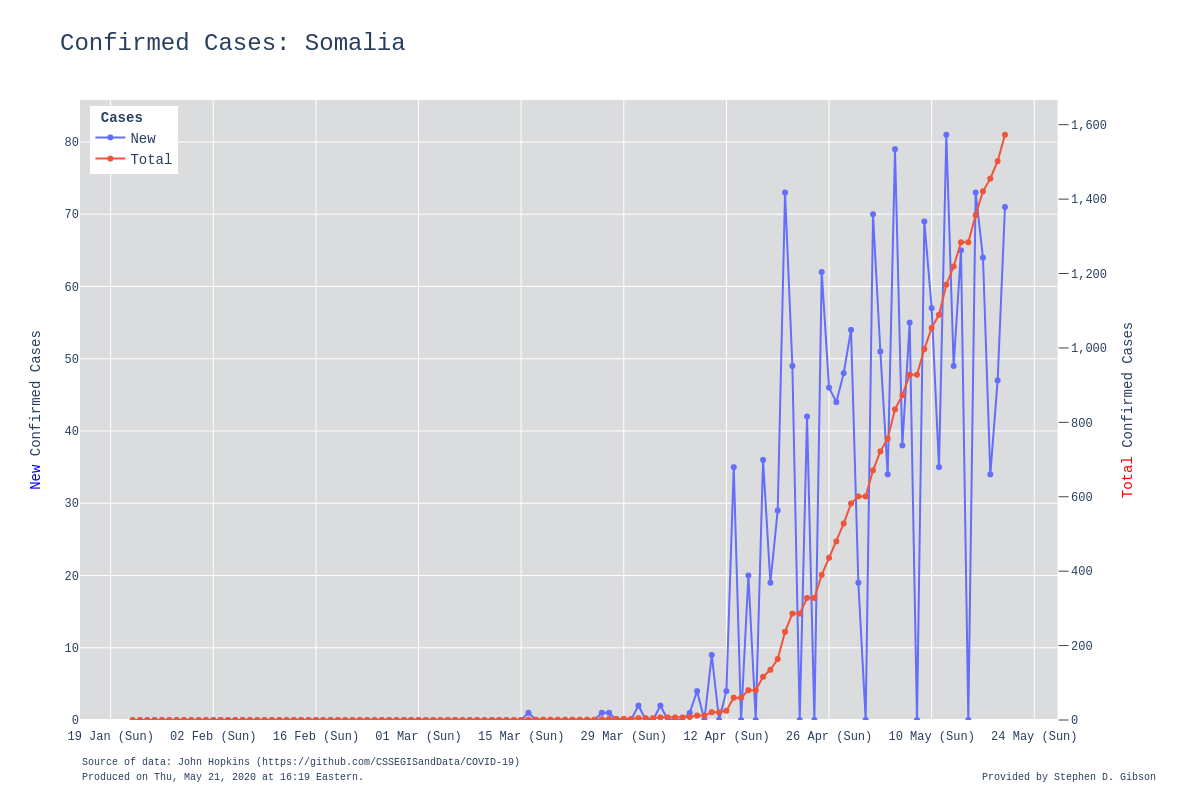 Confirmed Cases: Somalia
Cases
New
Total
80
70
60
50
40
30
20
10
0
New Confirmed Cases
1,600
1,400
1,200
1,000
800
600
400
200
0
Total Confirmed Cases
19 Jan (Sun) 02 Feb (Sun) 16 Feb (Sun) 01 Mar (Sun) 15 Mar (Sun) 29 Mar (Sun) 12 Apr (Sun) 26 Apr (Sun) 10 May (Sun) 24 May (Sun)
Source of data: John Hopkins (https://github.com/CSSEGISandData/COVID-19)
Produced on Thu, May 21, 2020 at 16:19 Eastern.
Provided by Stephen D. Gibson